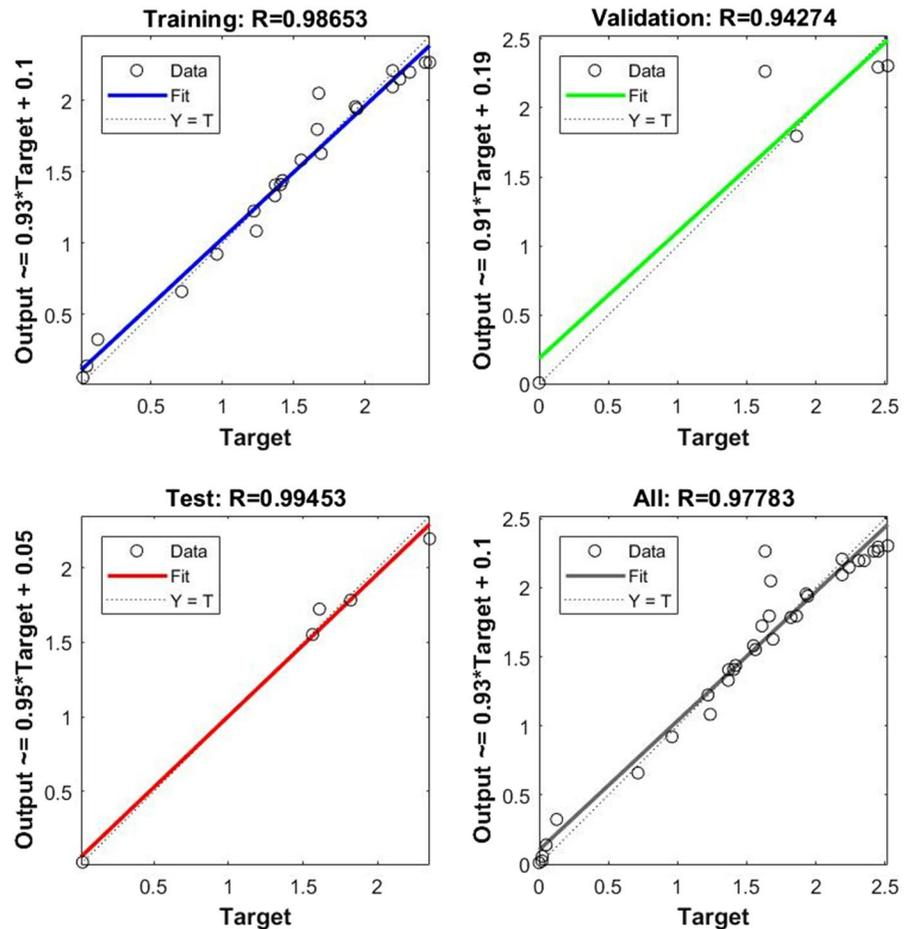 Training: R=0.98653
Output ~= 0.93*Target + 0.1
2
1.5
1
0.5
Data
Fit
Y = T
0.5 1 1.5 2
Target
Validation: R=0.94274
Output ~= 0.91*Target + 0.19
2.5
2
1.5
1
0.5
0
Data
Fit
Y = T
0 0.5 1 1.5 2 2.5
Target
Test: R=0.99453
Output ~= 0.95*Target + 0.05
2
1.5
1
0.5
Data
Fit
Y = T
0.5 1 1.5 2
Target
All: R=0.97783
Output ~= 0.93*Target + 0.1
2.5
2
1.5
1
0.5
0
Data
Fit
Y = T
0 0.5 1 1.5 2 2.5
Target